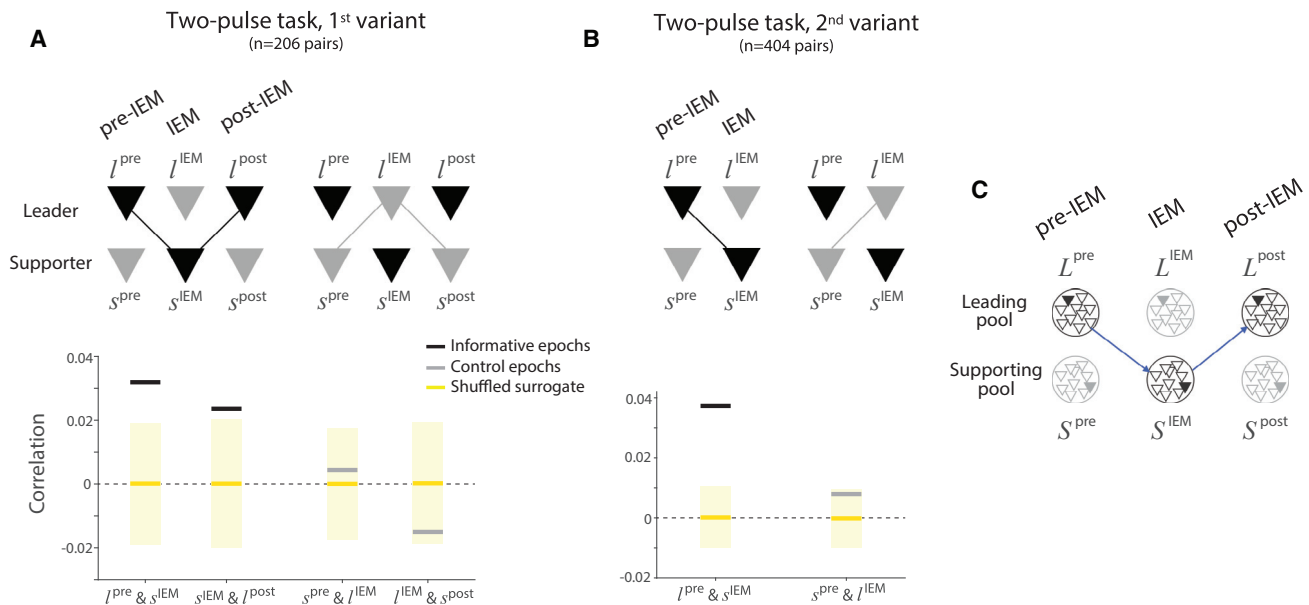 A
Two-pulse task, 1st variant
(n=206 pairs)
pre-IEM
IEM
post-IEM
l pre
l IEM
l post
l pre
l IEM
l post
Leader
Supporter
s pre
s IEM
s post
s pre
s IEM
s post
Informative epochs
Control epochs
Shuffled surrogate
Correlation
0.04
0.02
0
-0.02
l pre & s IEM
s IEM & l post
s pre & l IEM
l IEM & s post
B
Two-pulse task, 2nd variant
(n=404 pairs)
pre-IEM
IEM
l pre
l IEM
l pre
l IEM
s pre
s IEM
s pre
s IEM
0.04
0.02
0
-0.02
l pre & s IEM
s pre & l IEM
C
pre-IEM
IEM
post-IEM
L pre
L IEM
L post
Leading
pool
Supporting
pool
S pre
S IEM
S post